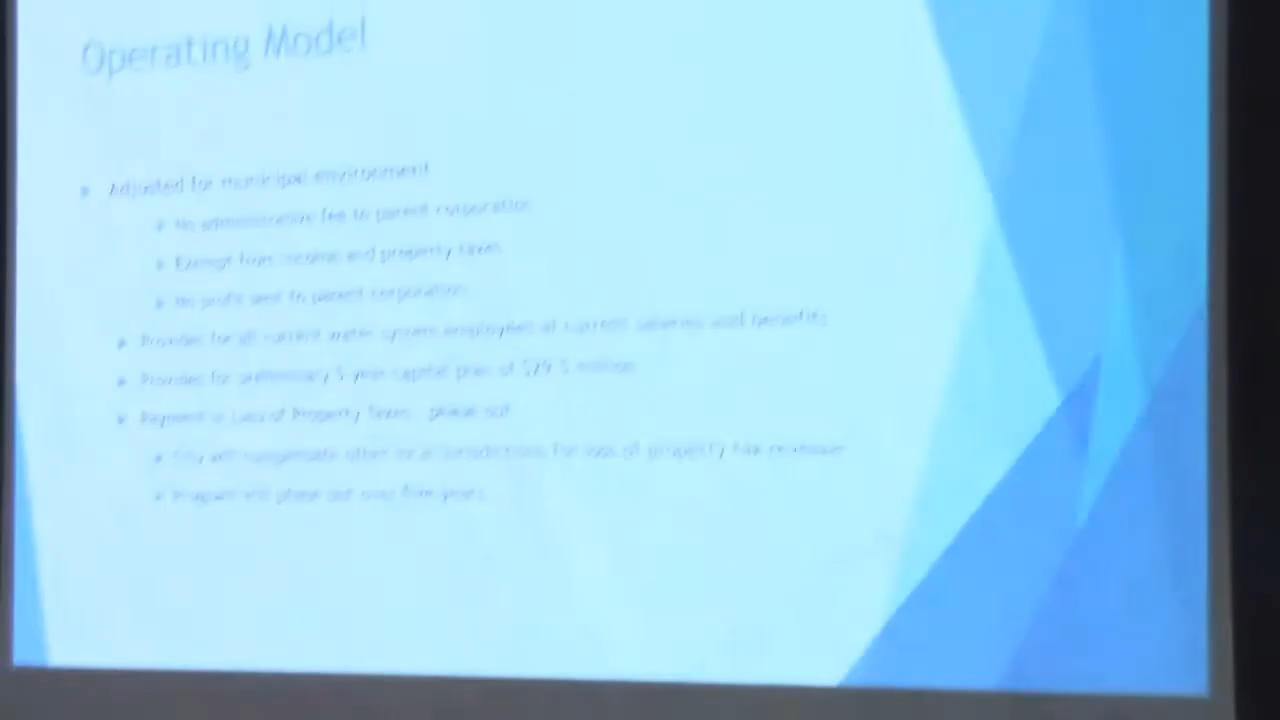 Operating Model
Adjusted for municipal environment
No administrative fee to parent corporation
Exempt from income and property taxes
No profit sent to parent corporation
Provides for all current water system employees at current salaries and benefits
Provides for preliminary 5 year capital plan of $29.5 million
Payment in Lieu of Property Taxes - phase out
City will compensate other local jurisdictions for loss of property tax revenue
Program will phase out over five years